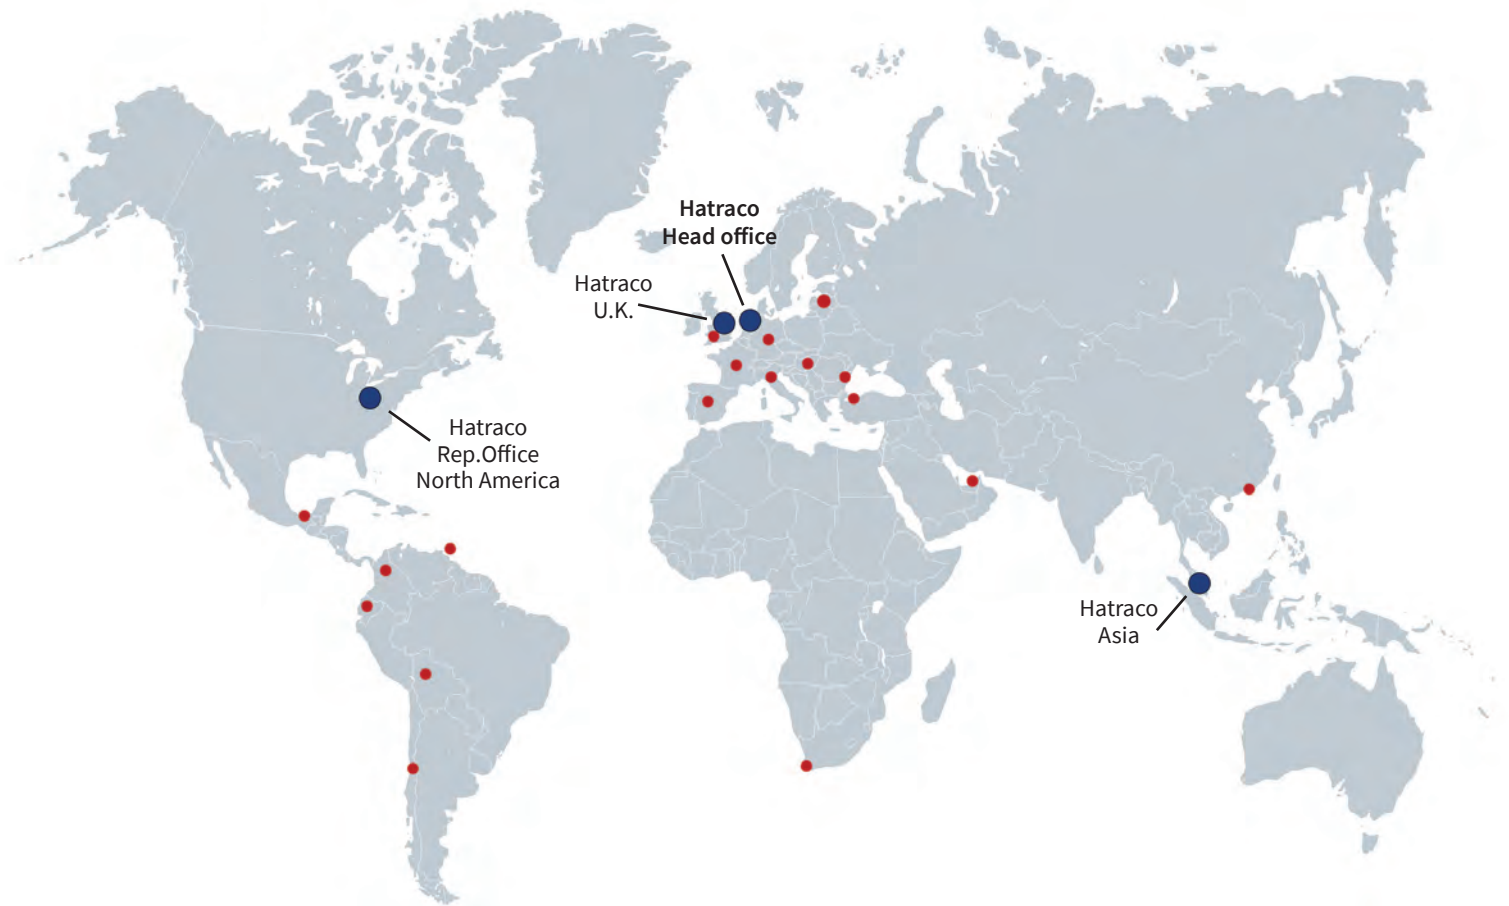 Hatraco
Head office
Hatraco
U.K.
Hatraco
Rep.Office
North America
Hatraco
Asia